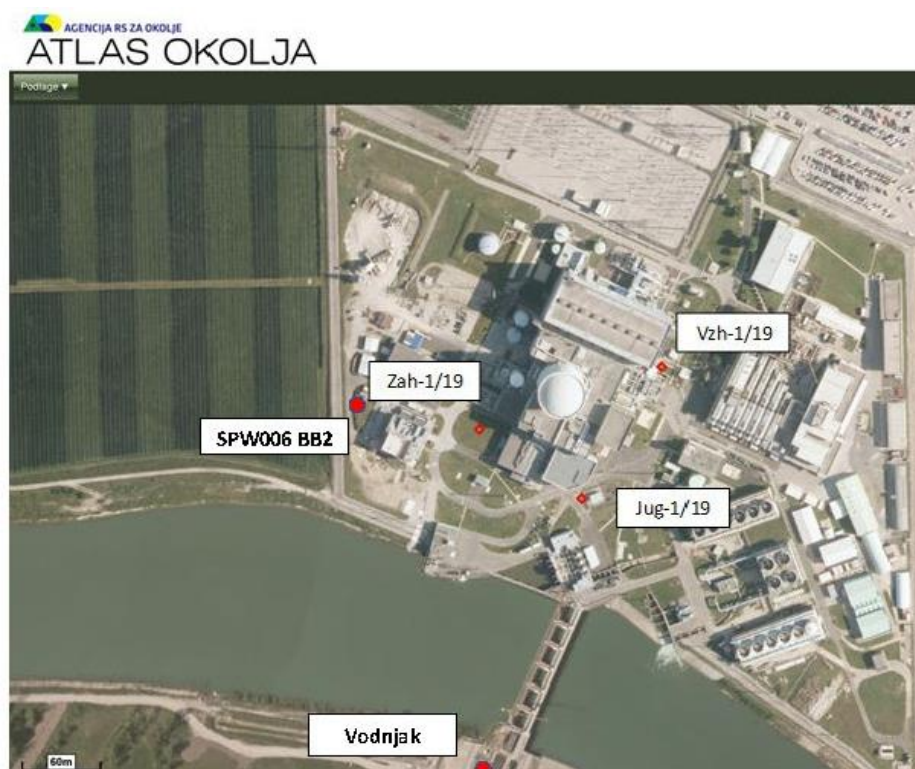 AGENCIJA RS ZA OKOLJE
ATLAS OKOLJA
Podlage ▼
Vzh-1/19
Zah-1/19
SPW006 BB2
Jug-1/19
Vodnjak
60m